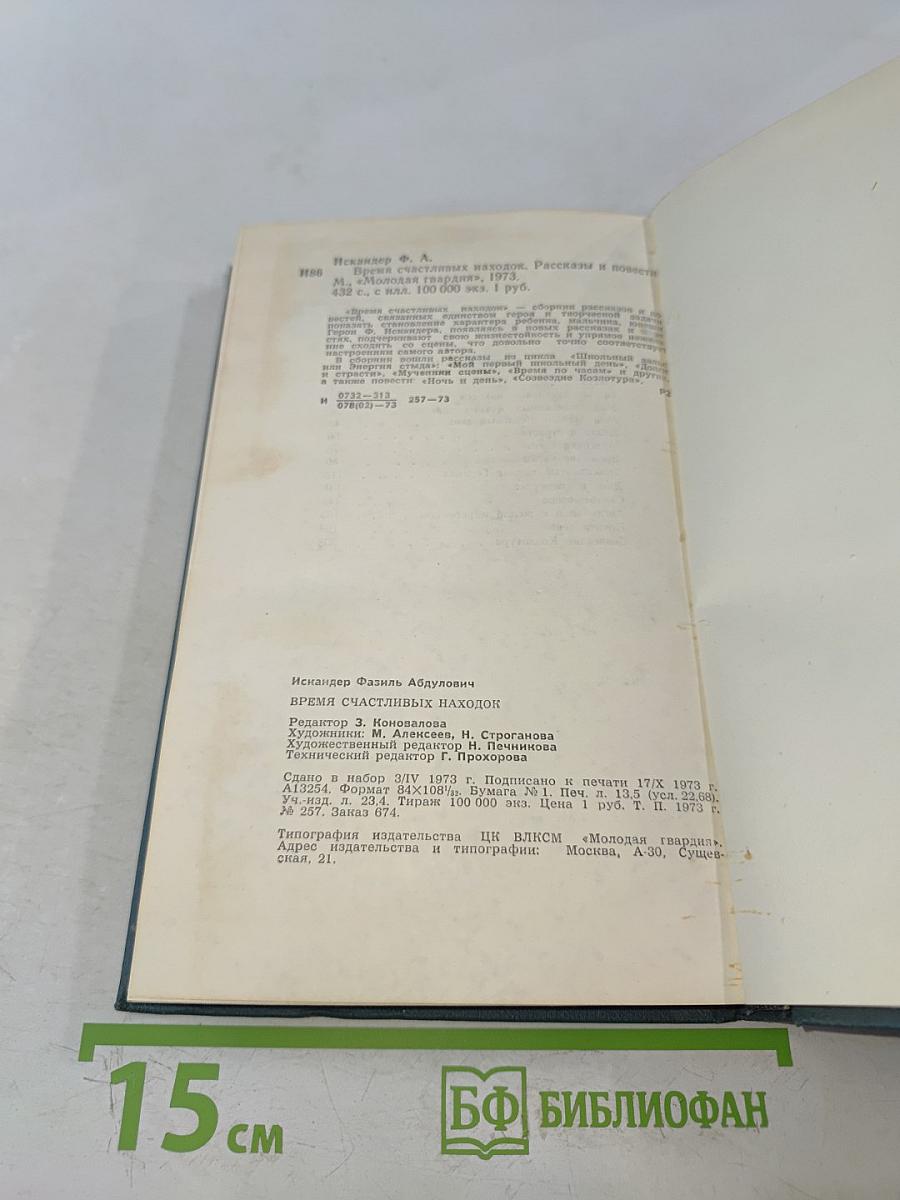 Искандер Ф. А.
И86 Время счастливых находок. Рассказы и повести
М., «Молодая гвардия», 1973.
432 с., с илл. 100 000 экз. 1 руб.
«Время счастливых находок» — сборник рассказов и по-
вестей, связанных единством героя и творческой задачи
показать становление характера ребенка, мальчика, юноши
Герои Ф. Искандера, появляясь в новых рассказах и
стях, подчеркивают свою жизнестойкость и упрямое
ние сходить со сцены, что довольно точно соответствует
настроениям самого автора.
В сборник вошли рассказы из цикла «Школьный вальс
или Энергия стыда»: «Мой первый школьный день»,
и страсти», «Мученики сцены», «Время по часам» и другие,
а также повести: «Ночь и день», «Созвездие Козлотура».
И 0732—313
078(02)—73 257—73
Р2
Искандер Фазиль Абдулович
ВРЕМЯ СЧАСТЛИВЫХ НАХОДОК
Редактор З. Коновалова
Художники: М. Алексеев, Н. Строганова
Художественный редактор Н. Печникова
Технический редактор Г. Прохорова
Сдано в набор 3/IV 1973 г. Подписано к печати 17/X 1973 г.
А13254. Формат 84×108¹/₃₂. Бумага № 1. Печ. л. 13,5 (усл. 22,68).
Уч.-изд. л. 23,4. Тираж 100 000 экз. Цена 1 руб. Т. П. 1973 г.
№ 257. Заказ 674.
Типография издательства ЦК ВЛКСМ «Молодая гвардия».
Адрес издательства и типографии: Москва, А-30, Сущев-
ская, 21.
15 см
БФ БИБЛИОФАН